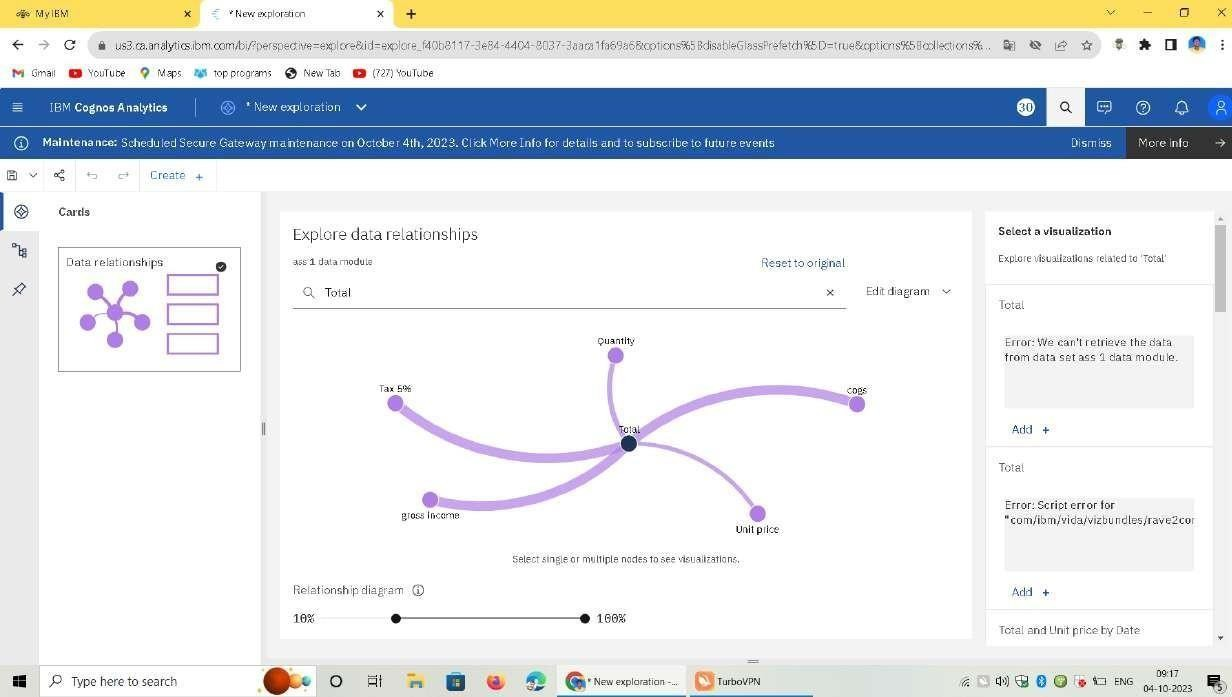 My IBM
* New exploration
us3.ca.analytics.ibm.com/bi/?perspective=explore&id=explore_f40b8117-3e84-4404-8037-3aaca1fa69a6&options%5BdisableGlassPrefetch%5D=true&options%5Bcollections%...
Gmail YouTube Maps top programs New Tab (727) YouTube
IBM Cognos Analytics * New exploration 30
Maintenance: Scheduled Secure Gateway maintenance on October 4th, 2023. Click More Info for details and to subscribe to future events Dismiss More info
Create +
Cards
Data relationships
Explore data relationships
ass 1 data module
Reset to original
Total
Edit diagram
Quantity
Tax 5%
cogs
Total
gross income
Unit price
Select single or multiple nodes to see visualizations.
Relationship diagram
10% 100%
Select a visualization
Explore visualizations related to 'Total'
Total
Error: We can't retrieve the data
from data set ass 1 data module.
Add +
Total
Error: Script error for
"com/ibm/vida/vizbundles/rave2cor
Add +
Total and Unit price by Date
Type here to search
* New exploration -...
TurboVPN
ENG
09:17
04-10-2023
5